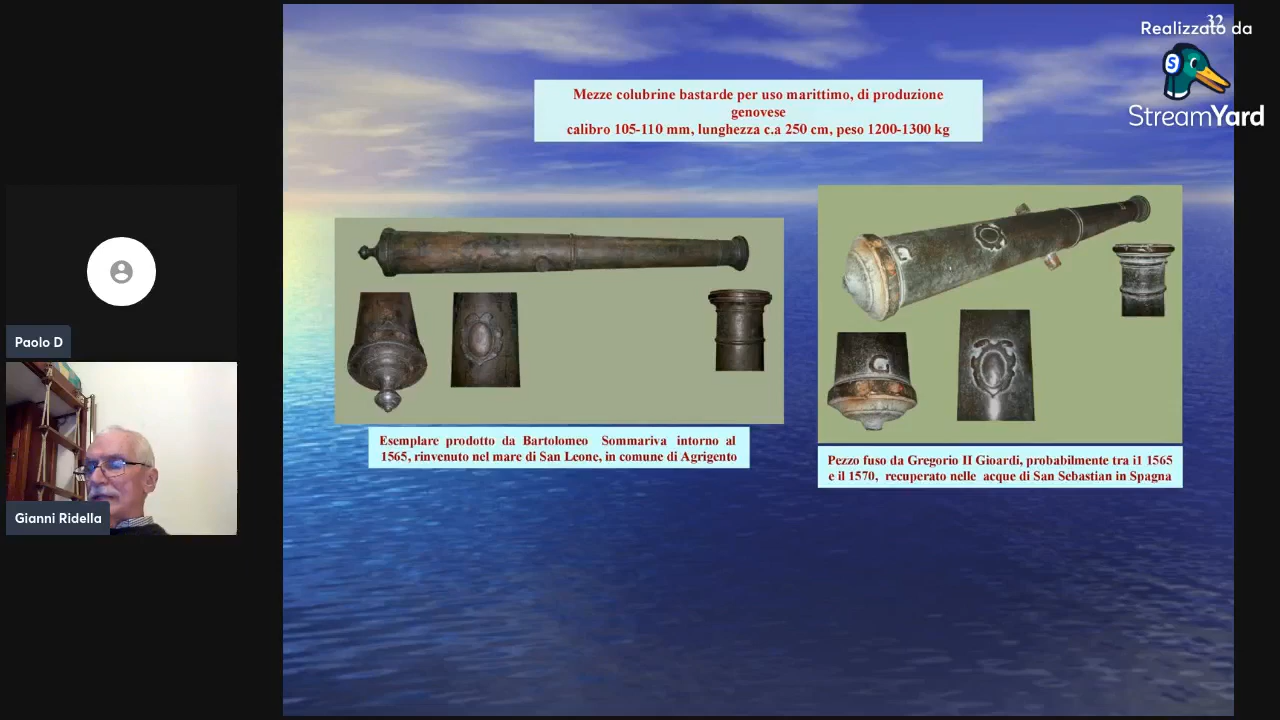 32
Realizzato da
StreamYard
Mezze colubrine bastarde per uso marittimo, di produzione
genovese
calibro 105-110 mm, lunghezza c.a 250 cm, peso 1200-1300 kg
Esemplare prodotto da Bartolomeo Sommariva intorno al
1565, rinvenuto nel mare di San Leone, in comune di Agrigento
Pezzo fuso da Gregorio II Gioardi, probabilmente tra i1 1565
e il 1570, recuperato nelle acque di San Sebastian in Spagna
Paolo D
Gianni Ridella
G
G
S